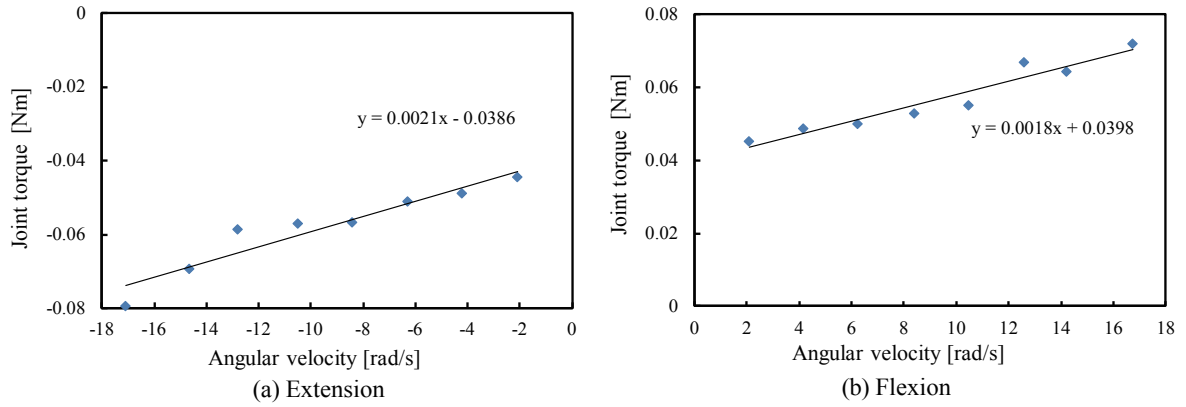 0
-0.02
-0.04
-0.06
-0.08
Joint torque [Nm]
y = 0.0021x - 0.0386
-18 -16 -14 -12 -10 -8 -6 -4 -2 0
Angular velocity [rad/s]
(a) Extension
0.08
0.06
0.04
0.02
0
Joint torque [Nm]
y = 0.0018x + 0.0398
0 2 4 6 8 10 12 14 16 18
Angular velocity [rad/s]
(b) Flexion